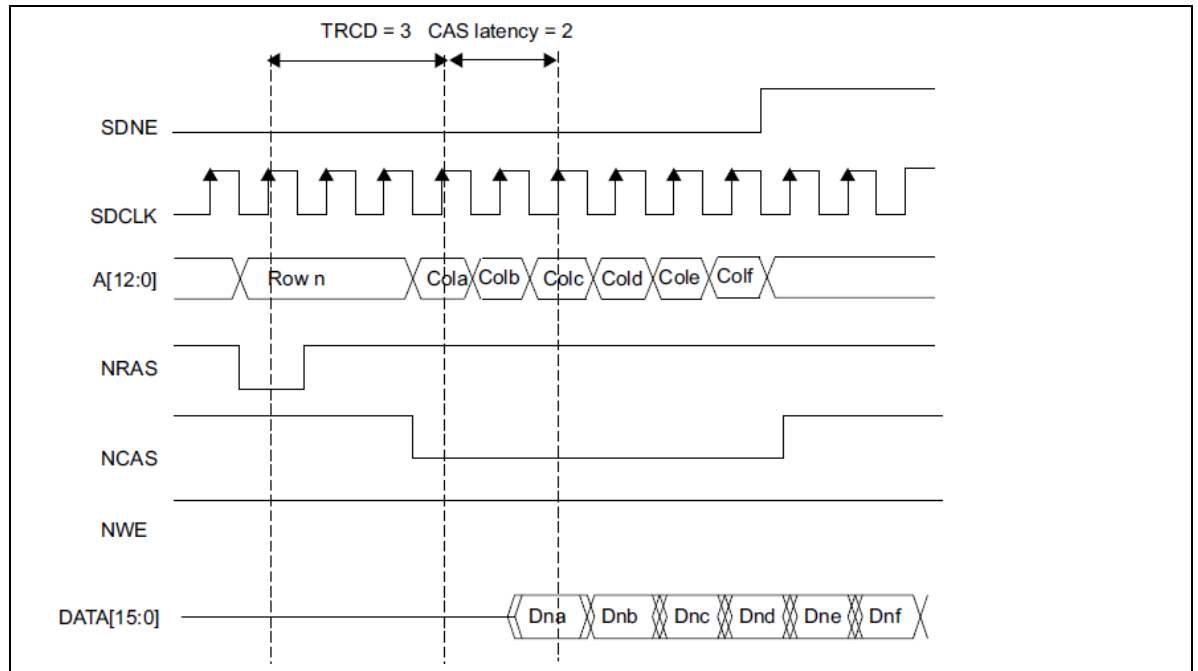 TRCD = 3 CAS latency = 2
SDNE
SDCLK
A[12:0] Row n Cola Colb Colc Cold Cole Colf
NRAS
NCAS
NWE
DATA[15:0] Dna Dnb Dnc Dnd Dne Dnf